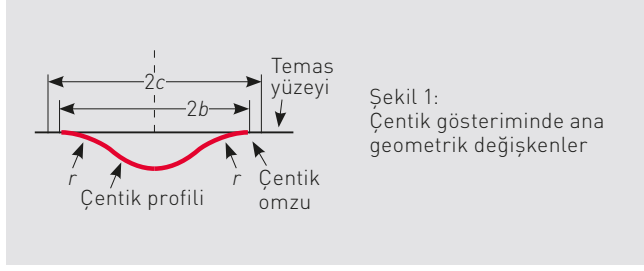 2c
2b
Temas
yüzeyi
r
r
Çentik profili
Çentik
omzu
Şekil 1:
Çentik gösteriminde ana
geometrik değişkenler